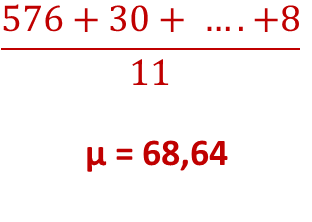 576 + 30 + .... +8
11
μ = 68,64